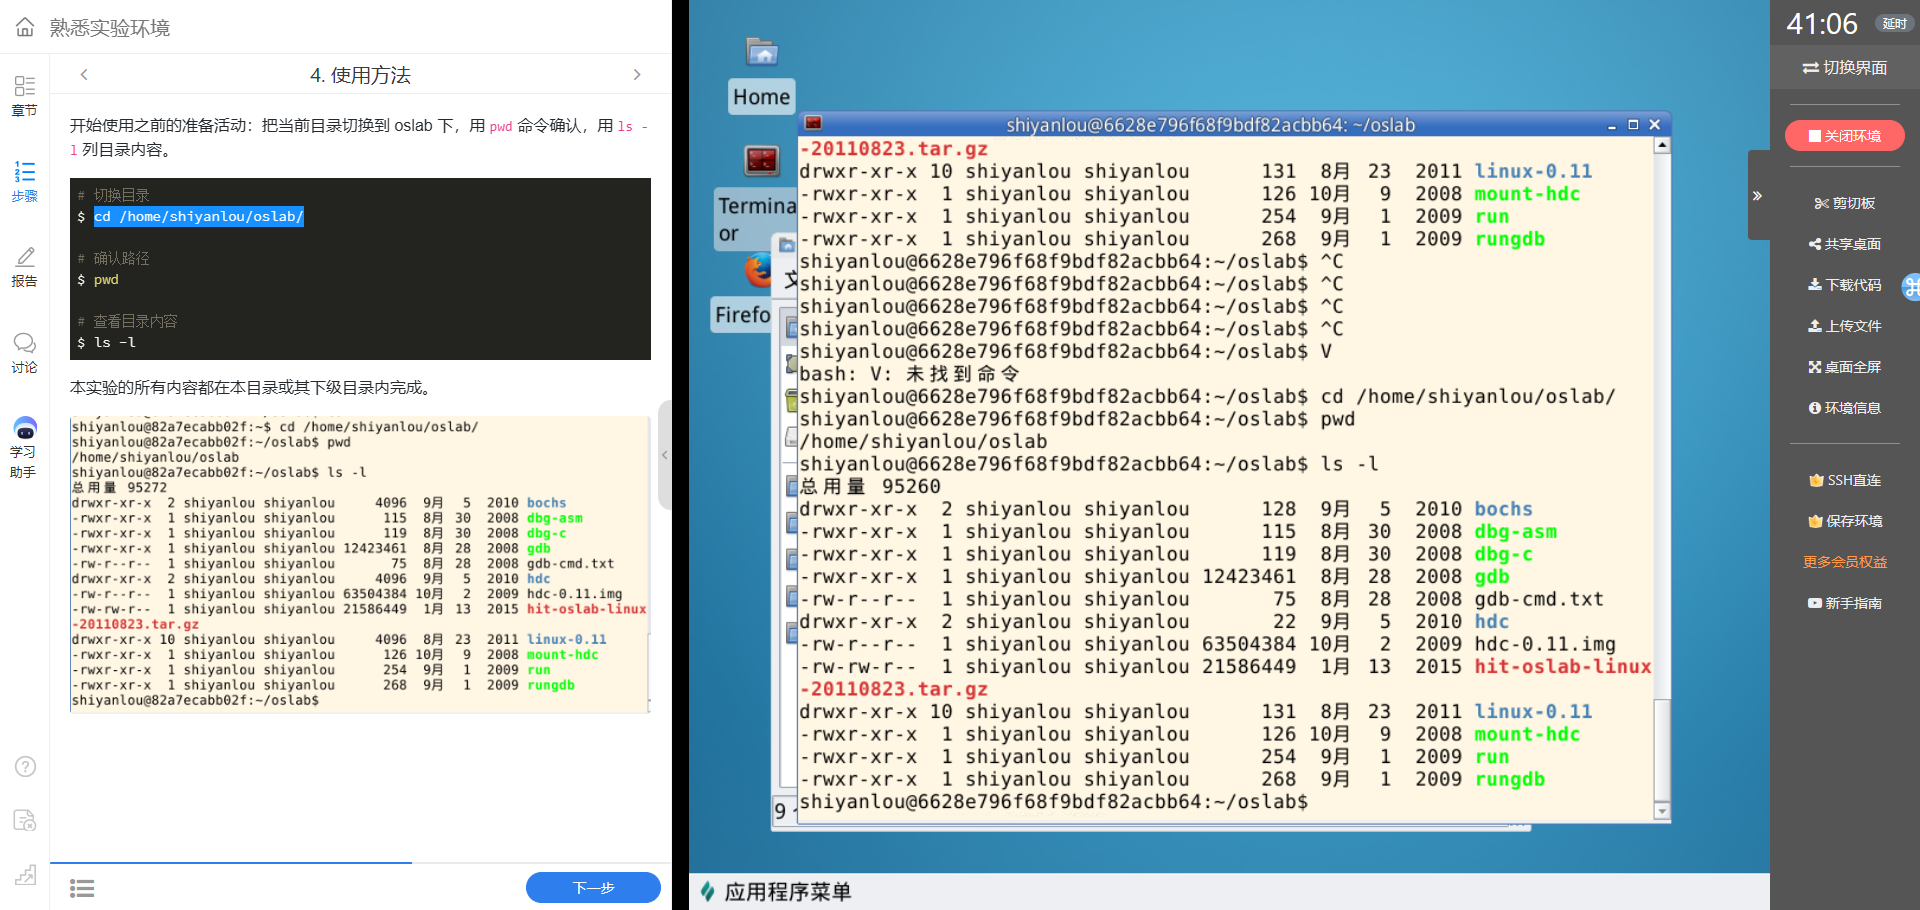 熟悉实验环境
章节
步骤
报告
讨论
学习
助手
4. 使用方法
开始使用之前的准备活动：把当前目录切换到 oslab 下，用 pwd 命令确认，用 ls -
l 列目录内容。
# 切换目录
$ cd /home/shiyanlou/oslab/
# 确认路径
$ pwd
# 查看目录内容
$ ls -l
本实验的所有内容都在本目录或其下级目录内完成。
shiyanlou@82a7ecabb02f:~$ cd /home/shiyanlou/oslab/
shiyanlou@82a7ecabb02f:~/oslab$ pwd
/home/shiyanlou/oslab
shiyanlou@82a7ecabb02f:~/oslab$ ls -l
总用量 95272
drwxr-xr-x 2 shiyanlou shiyanlou 4096 9月 5 2010 bochs
-rwxr-xr-x 1 shiyanlou shiyanlou 115 8月 30 2008 dbg-asm
-rwxr-xr-x 1 shiyanlou shiyanlou 119 8月 30 2008 dbg-c
-rwxr-xr-x 1 shiyanlou shiyanlou 12423461 8月 28 2008 gdb
-rw-r--r-- 1 shiyanlou shiyanlou 75 8月 28 2008 gdb-cmd.txt
drwxr-xr-x 2 shiyanlou shiyanlou 4096 9月 5 2010 hdc
-rw-r--r-- 1 shiyanlou shiyanlou 63504384 10月 2 2009 hdc-0.11.img
-rw-rw-r-- 1 shiyanlou shiyanlou 21586449 1月 13 2015 hit-oslab-linux
-20110823.tar.gz
drwxr-xr-x 10 shiyanlou shiyanlou 4096 8月 23 2011 linux-0.11
-rwxr-xr-x 1 shiyanlou shiyanlou 126 10月 9 2008 mount-hdc
-rwxr-xr-x 1 shiyanlou shiyanlou 254 9月 1 2009 run
-rwxr-xr-x 1 shiyanlou shiyanlou 268 9月 1 2009 rungdb
shiyanlou@82a7ecabb02f:~/oslab$
下一步
Home
Termina
or
Firefo
文
9
shiyanlou@6628e796f68f9bdf82acbb64: ~/oslab
-20110823.tar.gz
drwxr-xr-x 10 shiyanlou shiyanlou 131 8月 23 2011 linux-0.11
-rwxr-xr-x 1 shiyanlou shiyanlou 126 10月 9 2008 mount-hdc
-rwxr-xr-x 1 shiyanlou shiyanlou 254 9月 1 2009 run
-rwxr-xr-x 1 shiyanlou shiyanlou 268 9月 1 2009 rungdb
shiyanlou@6628e796f68f9bdf82acbb64:~/oslab$ ^C
shiyanlou@6628e796f68f9bdf82acbb64:~/oslab$ ^C
shiyanlou@6628e796f68f9bdf82acbb64:~/oslab$ ^C
shiyanlou@6628e796f68f9bdf82acbb64:~/oslab$ ^C
shiyanlou@6628e796f68f9bdf82acbb64:~/oslab$ V
bash: V: 未找到命令
shiyanlou@6628e796f68f9bdf82acbb64:~/oslab$ cd /home/shiyanlou/oslab/
shiyanlou@6628e796f68f9bdf82acbb64:~/oslab$ pwd
/home/shiyanlou/oslab
shiyanlou@6628e796f68f9bdf82acbb64:~/oslab$ ls -l
总用量 95260
drwxr-xr-x 2 shiyanlou shiyanlou 128 9月 5 2010 bochs
-rwxr-xr-x 1 shiyanlou shiyanlou 115 8月 30 2008 dbg-asm
-rwxr-xr-x 1 shiyanlou shiyanlou 119 8月 30 2008 dbg-c
-rwxr-xr-x 1 shiyanlou shiyanlou 12423461 8月 28 2008 gdb
-rw-r--r-- 1 shiyanlou shiyanlou 75 8月 28 2008 gdb-cmd.txt
drwxr-xr-x 2 shiyanlou shiyanlou 22 9月 5 2010 hdc
-rw-r--r-- 1 shiyanlou shiyanlou 63504384 10月 2 2009 hdc-0.11.img
-rw-rw-r-- 1 shiyanlou shiyanlou 21586449 1月 13 2015 hit-oslab-linux
-20110823.tar.gz
drwxr-xr-x 10 shiyanlou shiyanlou 131 8月 23 2011 linux-0.11
-rwxr-xr-x 1 shiyanlou shiyanlou 126 10月 9 2008 mount-hdc
-rwxr-xr-x 1 shiyanlou shiyanlou 254 9月 1 2009 run
-rwxr-xr-x 1 shiyanlou shiyanlou 268 9月 1 2009 rungdb
shiyanlou@6628e796f68f9bdf82acbb64:~/oslab$
应用程序菜单
41:06 延时
切换界面
关闭环境
剪切板
共享桌面
下载代码
上传文件
桌面全屏
环境信息
SSH直连
保存环境
更多会员权益
新手指南